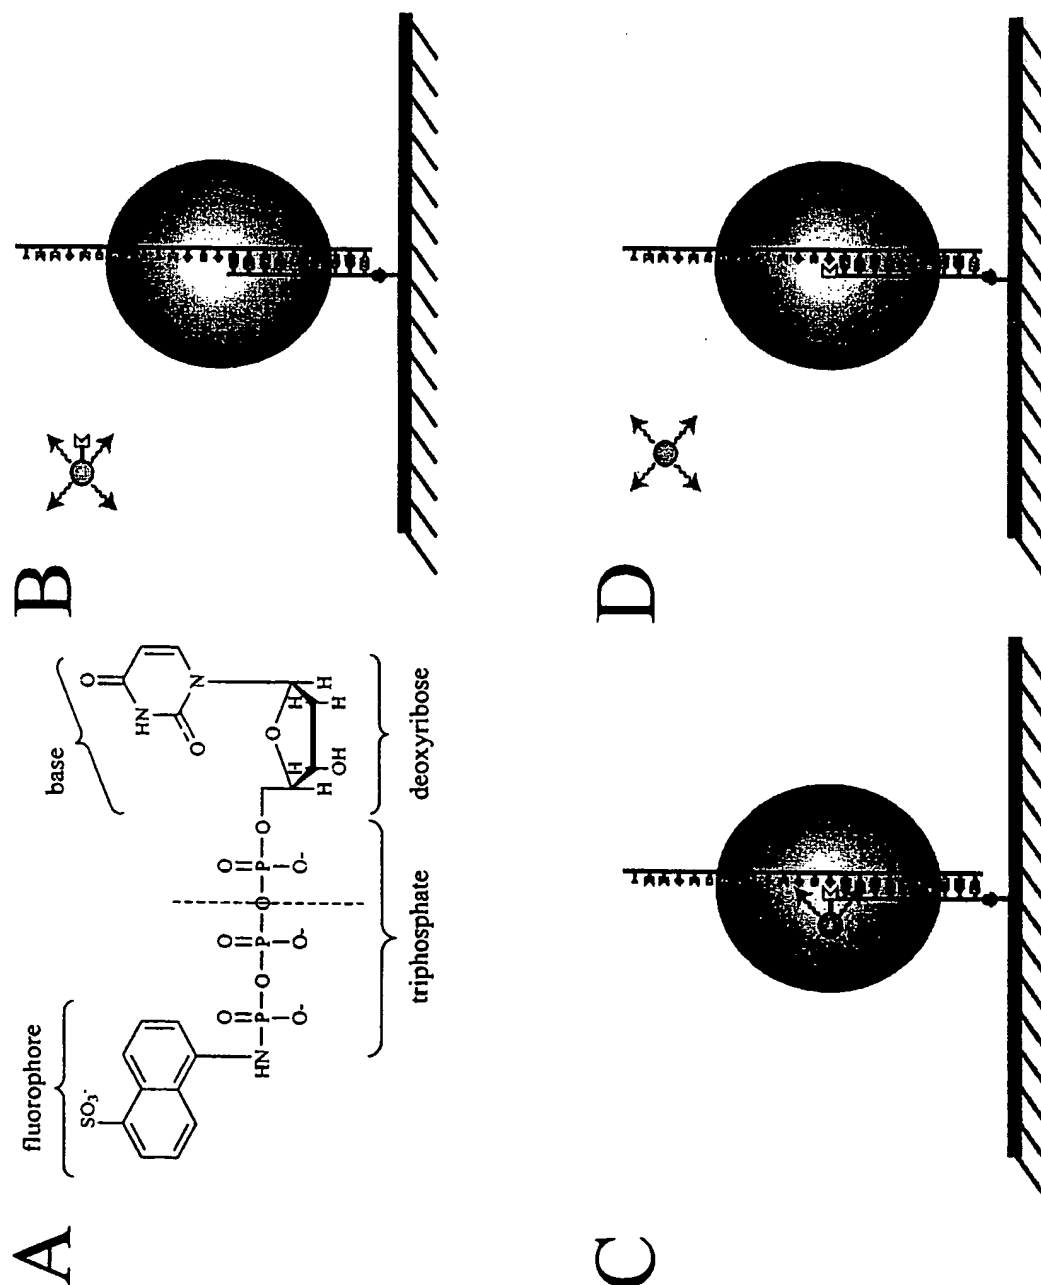 A
fluorophore
SO₃-
HN
O
P
O-
O
O
P
O-
O
O
P
O-
O
triphosphate
base
O
HN
O
N
O
H
H
H
H
H
OH
deoxyribose
B
C
D